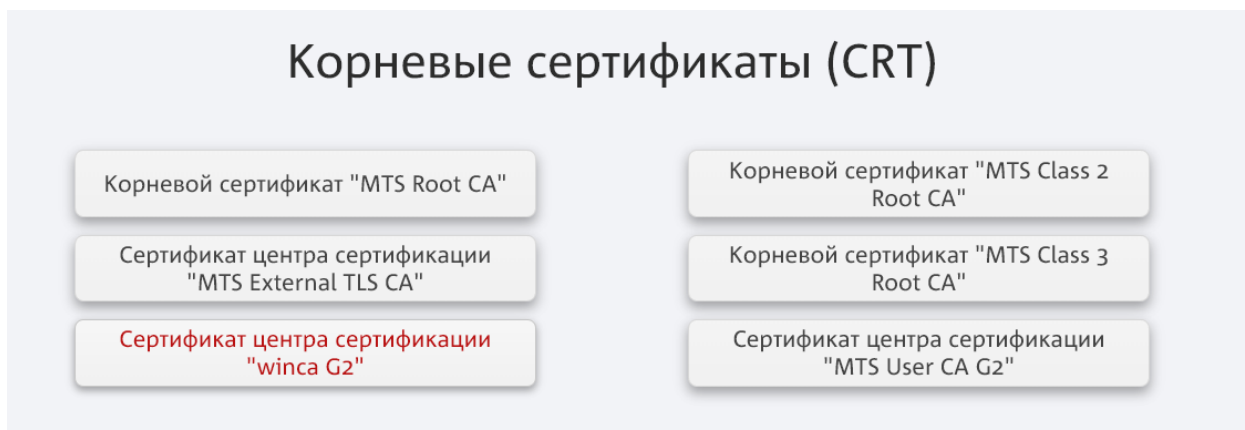 Корневые сертификаты (CRT)
Корневой сертификат "MTS Root CA"
Корневой сертификат "MTS Class 2
Root CA"
Сертификат центра сертификации
"MTS External TLS CA"
Корневой сертификат "MTS Class 3
Root CA"
Сертификат центра сертификации
"winca G2"
Сертификат центра сертификации
"MTS User CA G2"